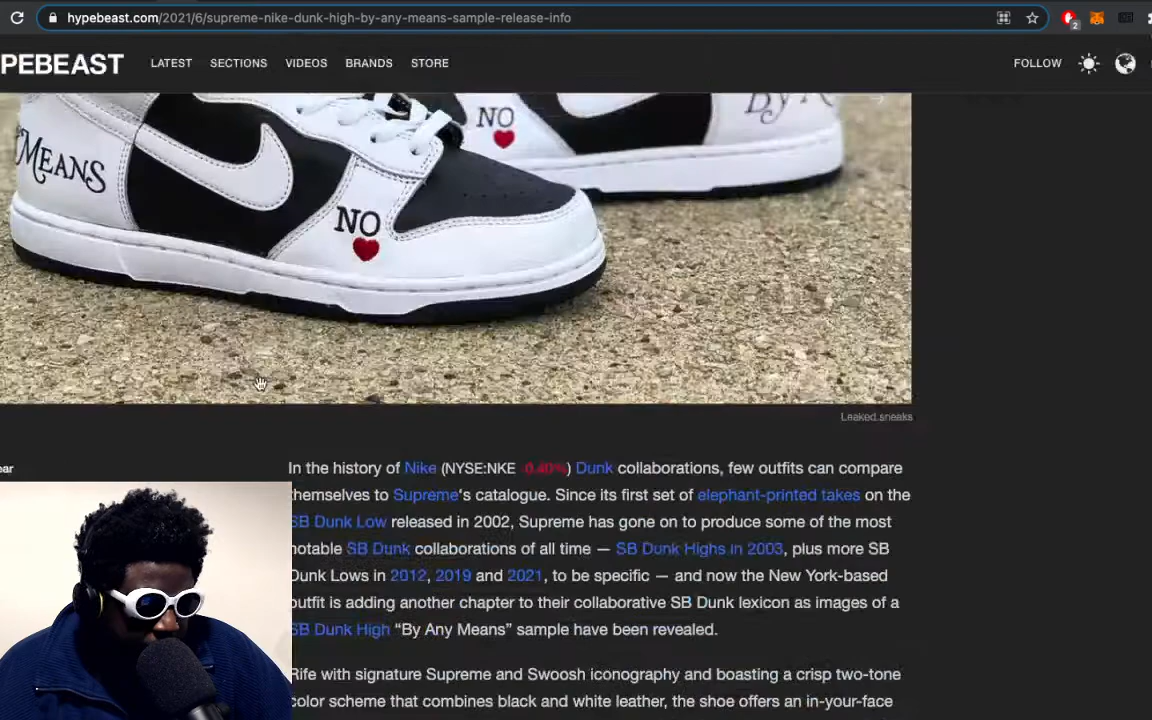 hypebeast.com/2021/6/supreme-nike-dunk-high-by-any-means-sample-release-info
2
PEBEAST LATEST SECTIONS VIDEOS BRANDS STORE FOLLOW
MEANS
NO
NO
By A
Leaked.sneaks
ear
In the history of Nike (NYSE:NKE -0.40%) Dunk collaborations, few outfits can compare
themselves to Supreme's catalogue. Since its first set of elephant-printed takes on the
SB Dunk Low released in 2002, Supreme has gone on to produce some of the most
notable SB Dunk collaborations of all time — SB Dunk Highs in 2003, plus more SB
Dunk Lows in 2012, 2019 and 2021, to be specific — and now the New York-based
outfit is adding another chapter to their collaborative SB Dunk lexicon as images of a
SB Dunk High “By Any Means” sample have been revealed.
Rife with signature Supreme and Swoosh iconography and boasting a crisp two-tone
color scheme that combines black and white leather, the shoe offers an in-your-face